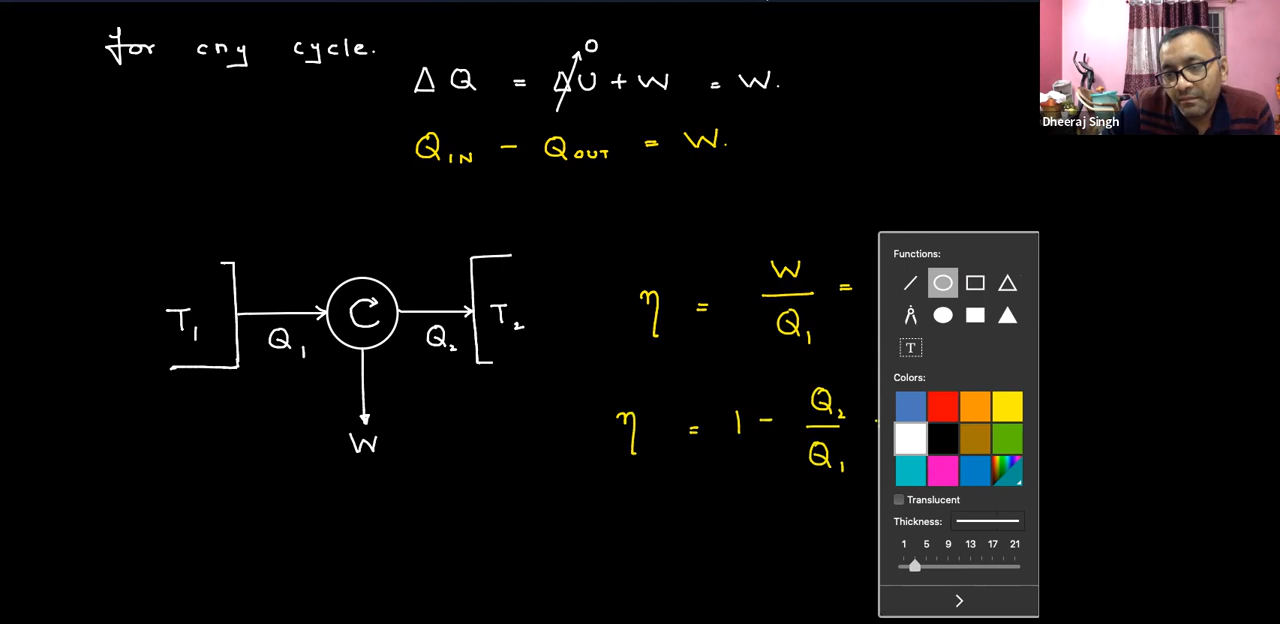 for any cycle.
ΔQ = ΔU→0 + W = W.
Q_IN - Q_OUT = W.
Dheeraj Singh
T₁
Q₁
C
Q₂
T₂
W
η = W/Q₁ =
η = 1 - Q₂/Q₁
Functions:
T
Colors:
Translucent
Thickness:
1 5 9 13 17 21